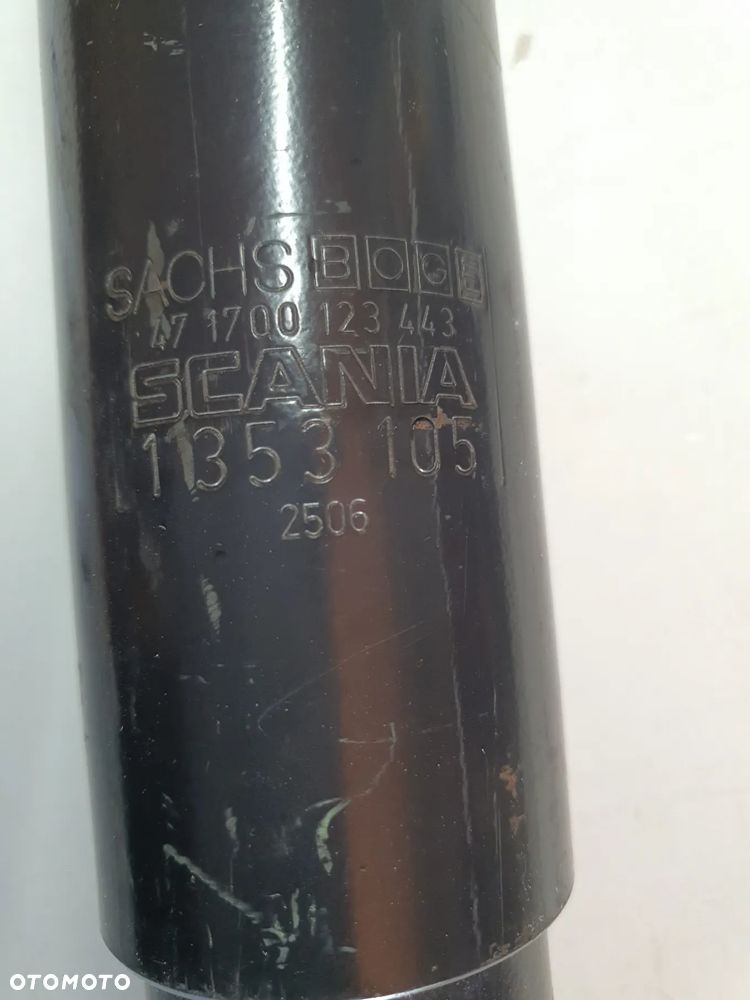 SACHS BOGE
47 1700 123 443
SCANIA
1353 105
2506
OTOMOTO